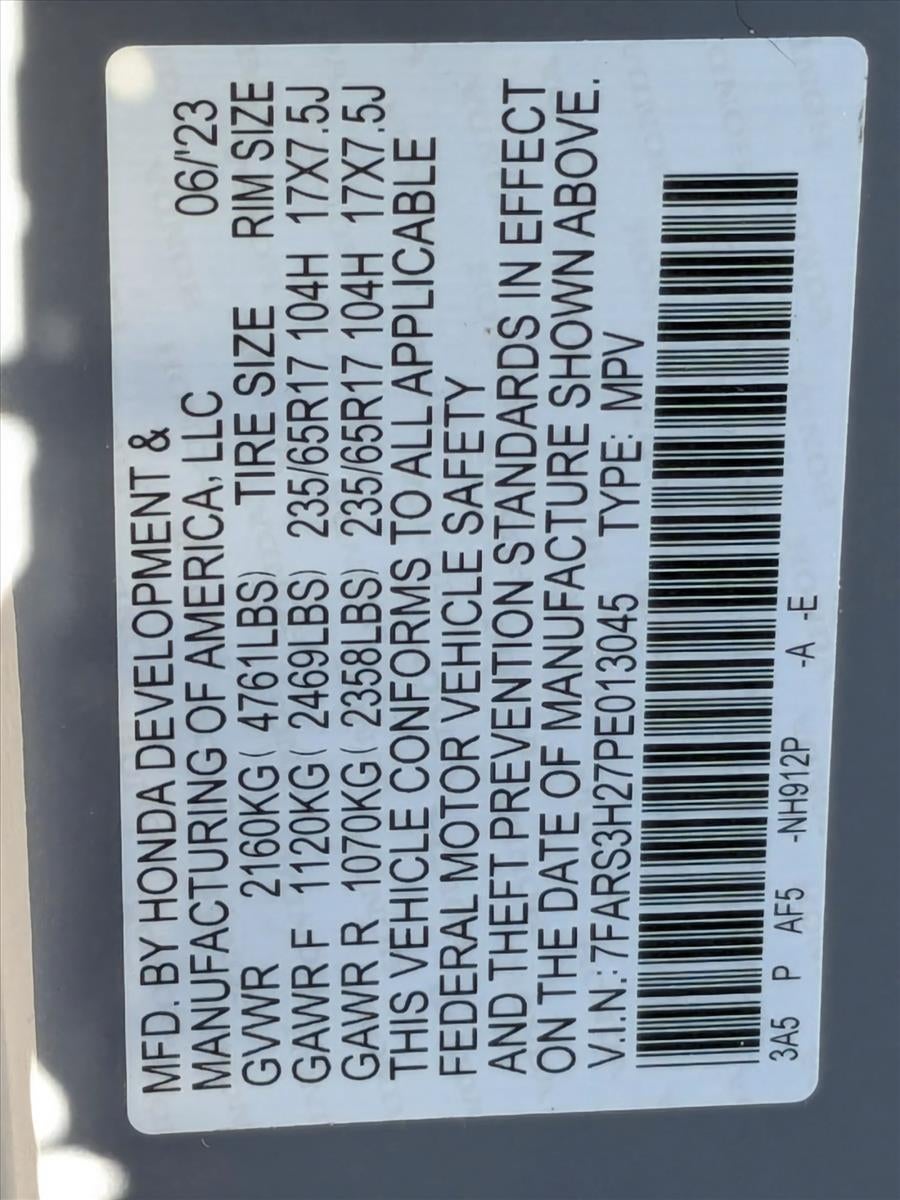 MFD. BY HONDA DEVELOPMENT &
MANUFACTURING OF AMERICA, LLC 06/'23
GVWR 2160KG( 4761LBS) TIRE SIZE RIM SIZE
GAWR F 1120KG( 2469LBS) 235/65R17 104H 17X7.5J
GAWR R 1070KG( 2358LBS) 235/65R17 104H 17X7.5J
THIS VEHICLE CONFORMS TO ALL APPLICABLE
FEDERAL MOTOR VEHICLE SAFETY
AND THEFT PREVENTION STANDARDS IN EFFECT
ON THE DATE OF MANUFACTURE SHOWN ABOVE.
V.I.N.: 7FARS3H27PE013045 TYPE: MPV
3A5 P AF5 -NH912P -A -E